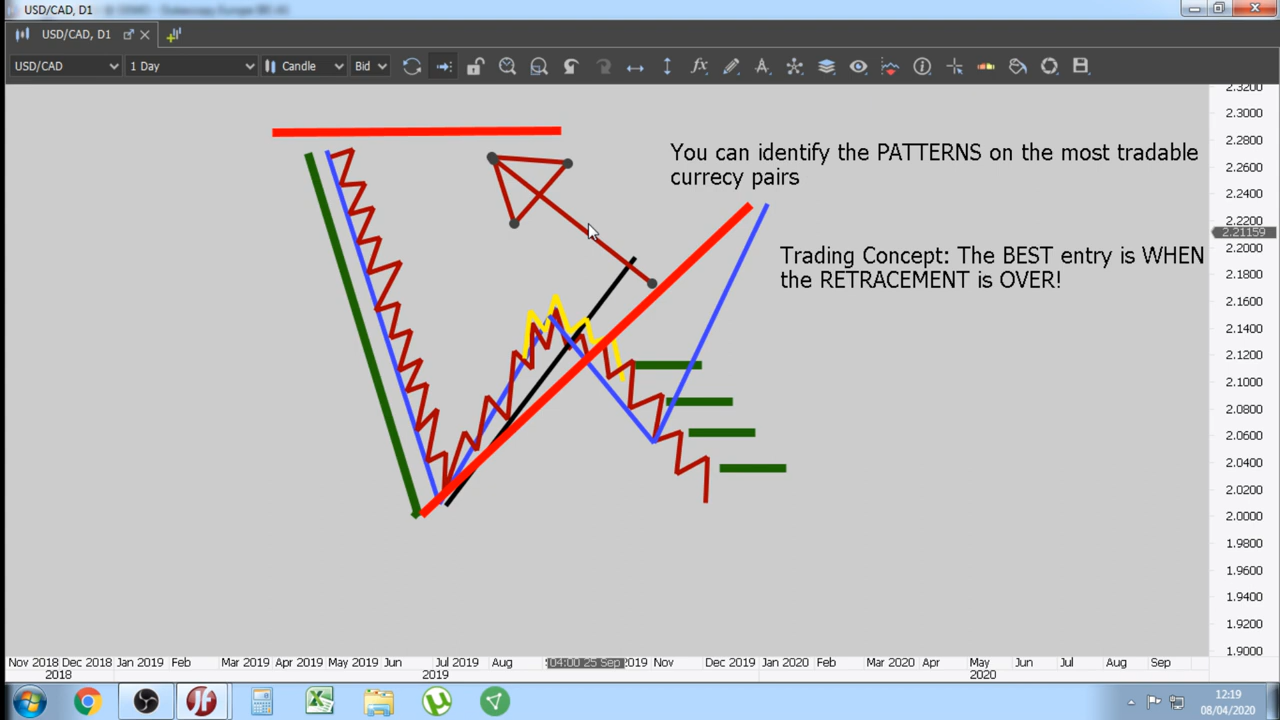 USD/CAD, D1
USD/CAD, D1
USD/CAD 1 Day Candle Bid
You can identify the PATTERNS on the most tradable
currecy pairs
Trading Concept: The BEST entry is WHEN
the RETRACEMENT is OVER!
2.3200
2.3000
2.2800
2.2600
2.2400
2.2200
2.21159
2.2000
2.1800
2.1600
2.1400
2.1200
2.1000
2.0800
2.0600
2.0400
2.0200
2.0000
1.9800
1.9600
1.9400
1.9200
1.9000
Nov 2018 Dec 2018 Jan 2019 Feb Mar 2019 Apr 2019 May 2019 Jun Jul 2019 Aug 04:00 25 Sep 2019 Nov Dec 2019 Jan 2020 Feb Mar 2020 Apr May Jun Jul Aug Sep
2018 2019 2020
12:19
08/04/2020